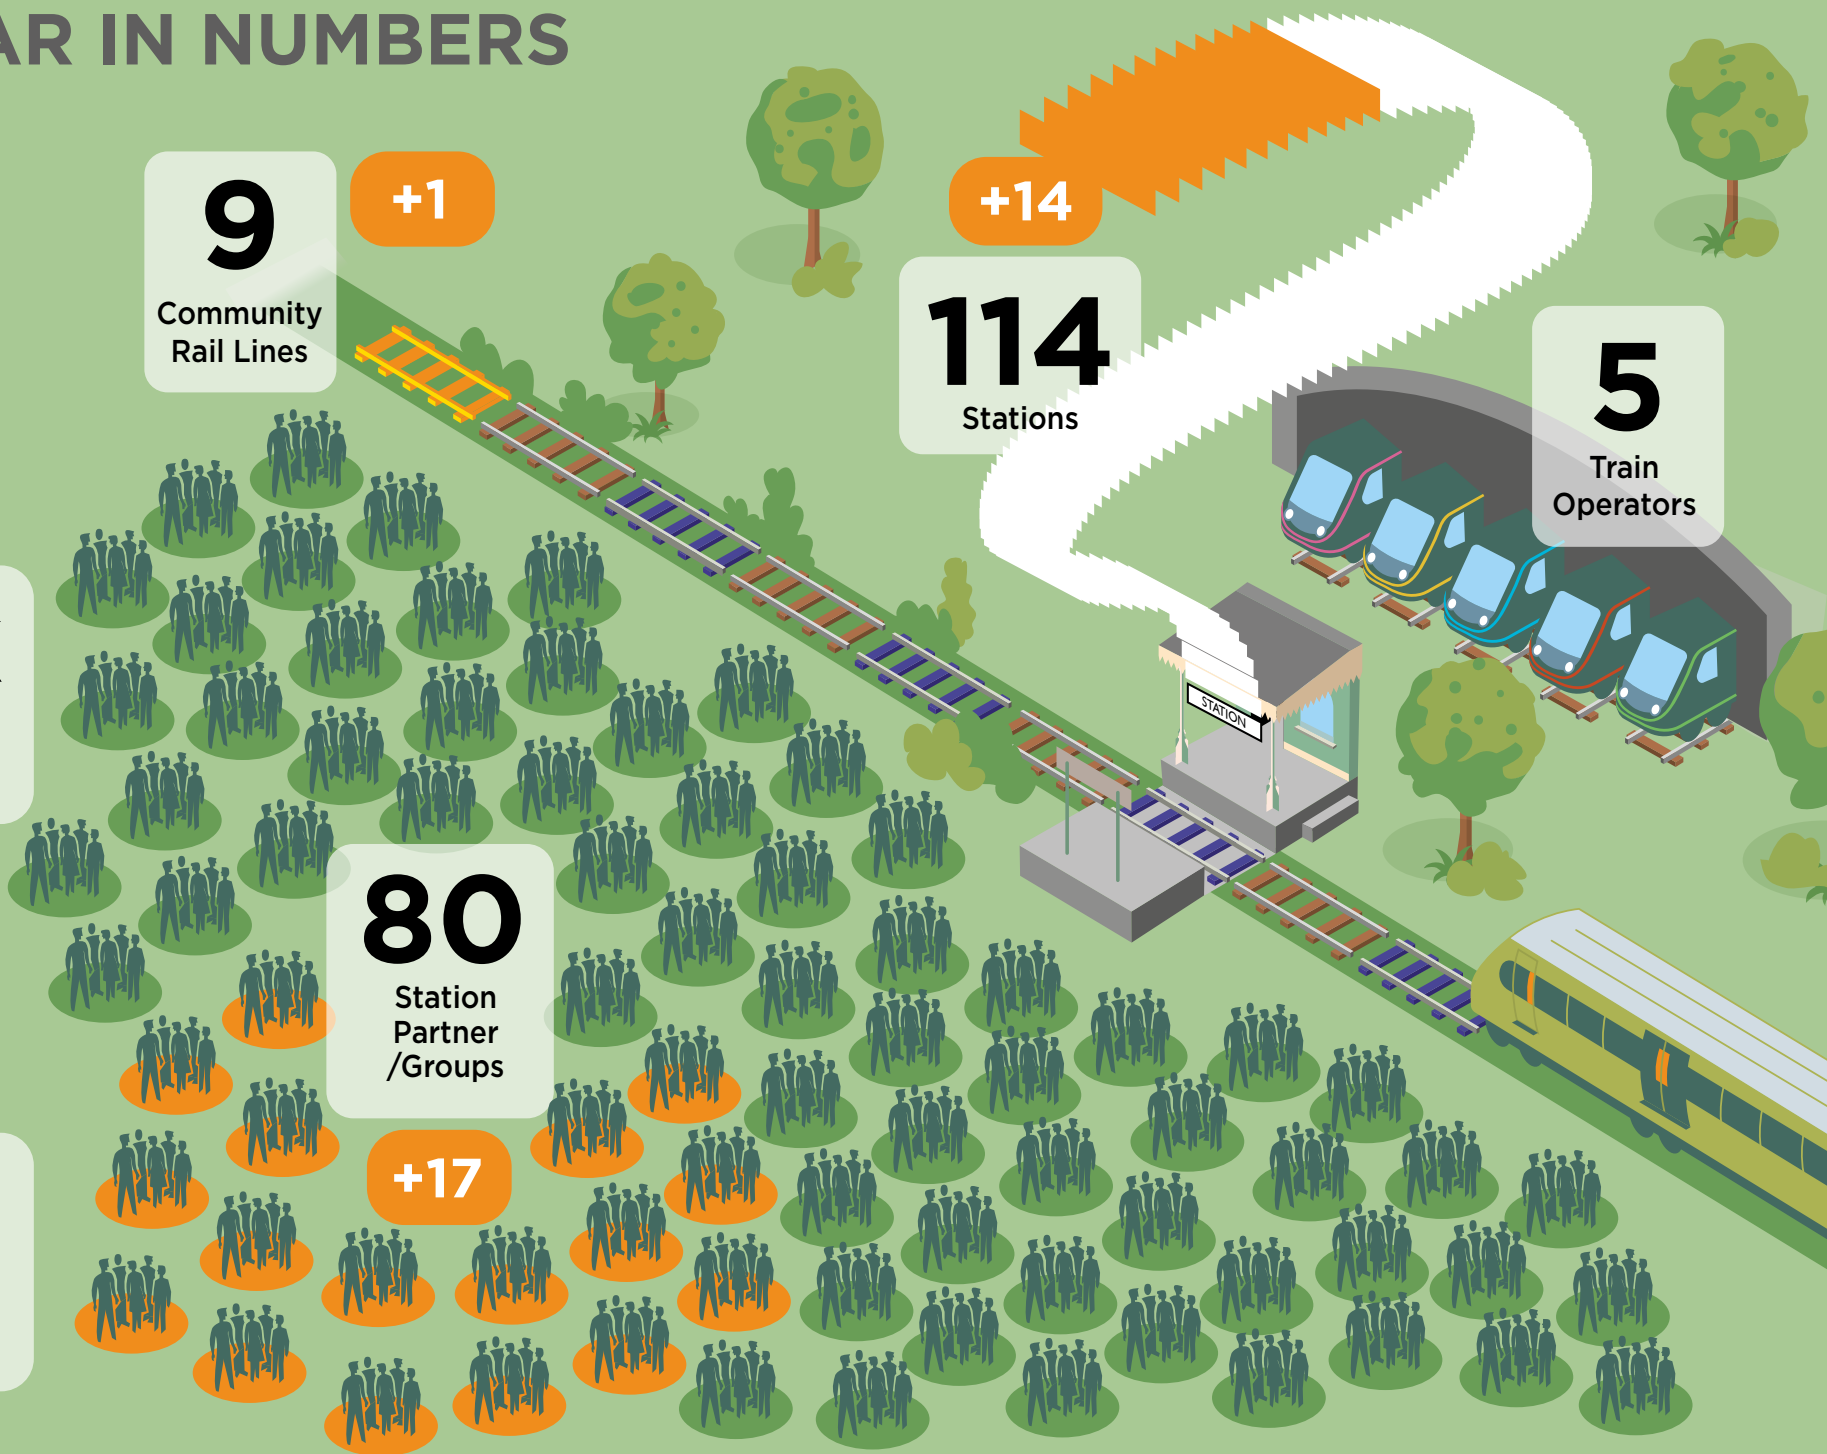 AR IN NUMBERS
9
Community
Rail Lines
+1
+14
114
Stations
5
Train
Operators
STATION
80
Station
Partner
/Groups
+17